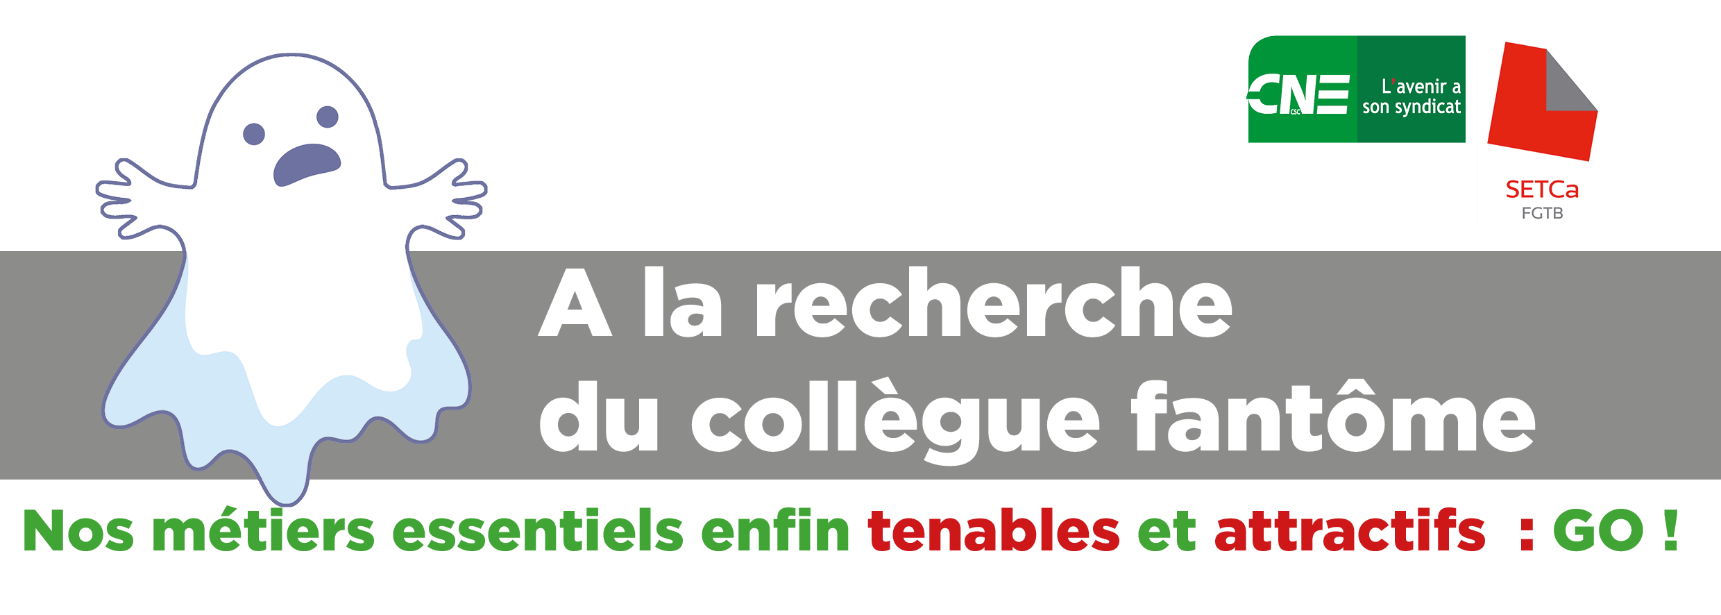 CNE
CSC
L'avenir a
son syndicat
SETCa
FGTB
A la recherche
du collègue fantôme
Nos métiers essentiels enfin tenables et attractifs : GO !